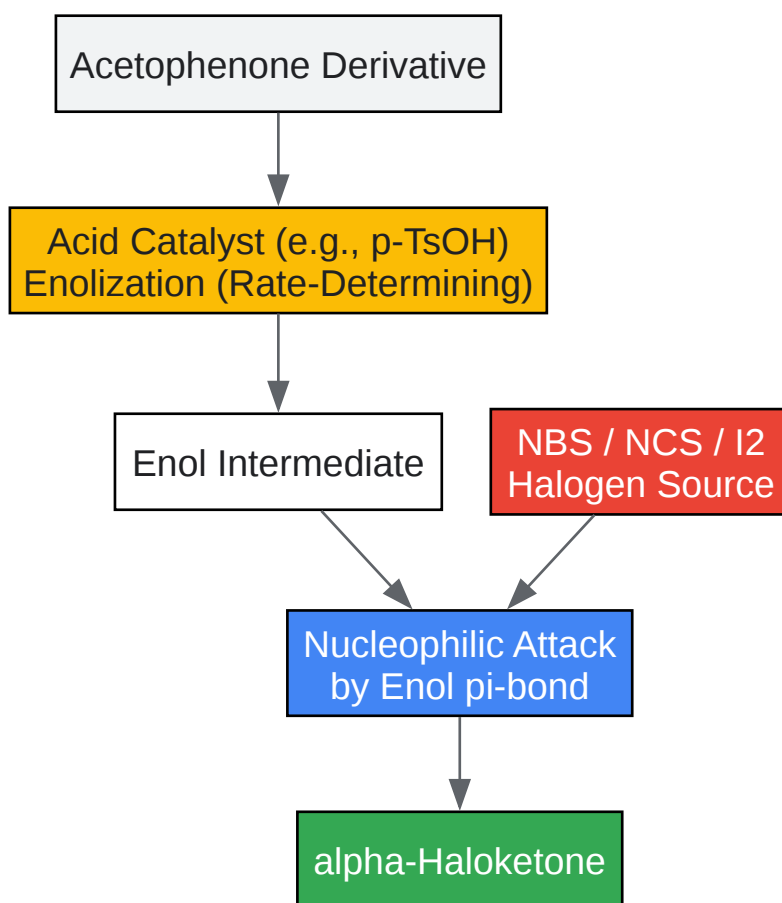 Acetophenone Derivative
Acid Catalyst (e.g., p-TsOH)
Enolization (Rate-Determining)
Enol Intermediate
NBS / NCS / I2
Halogen Source
Nucleophilic Attack
by Enol pi-bond
alpha-Haloketone